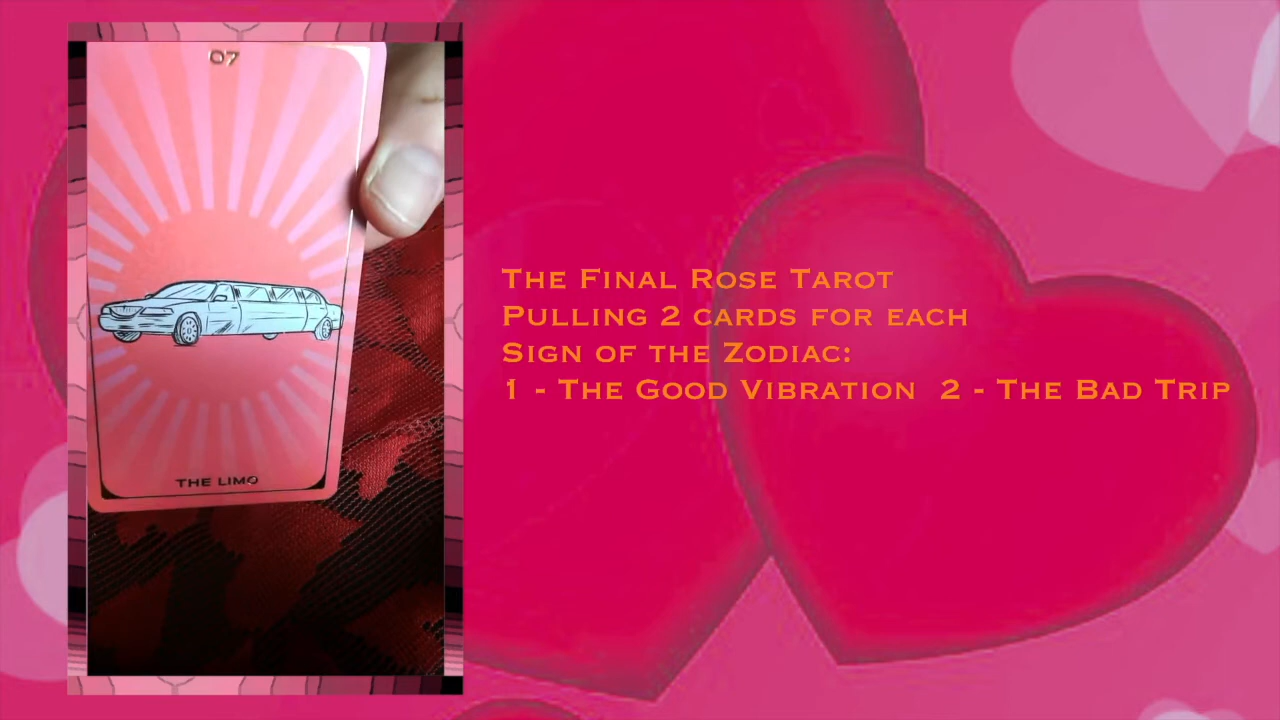 07
THE LIMO
The Final Rose Tarot
Pulling 2 cards for each
Sign of the Zodiac:
1 - The Good Vibration  2 - The Bad Trip